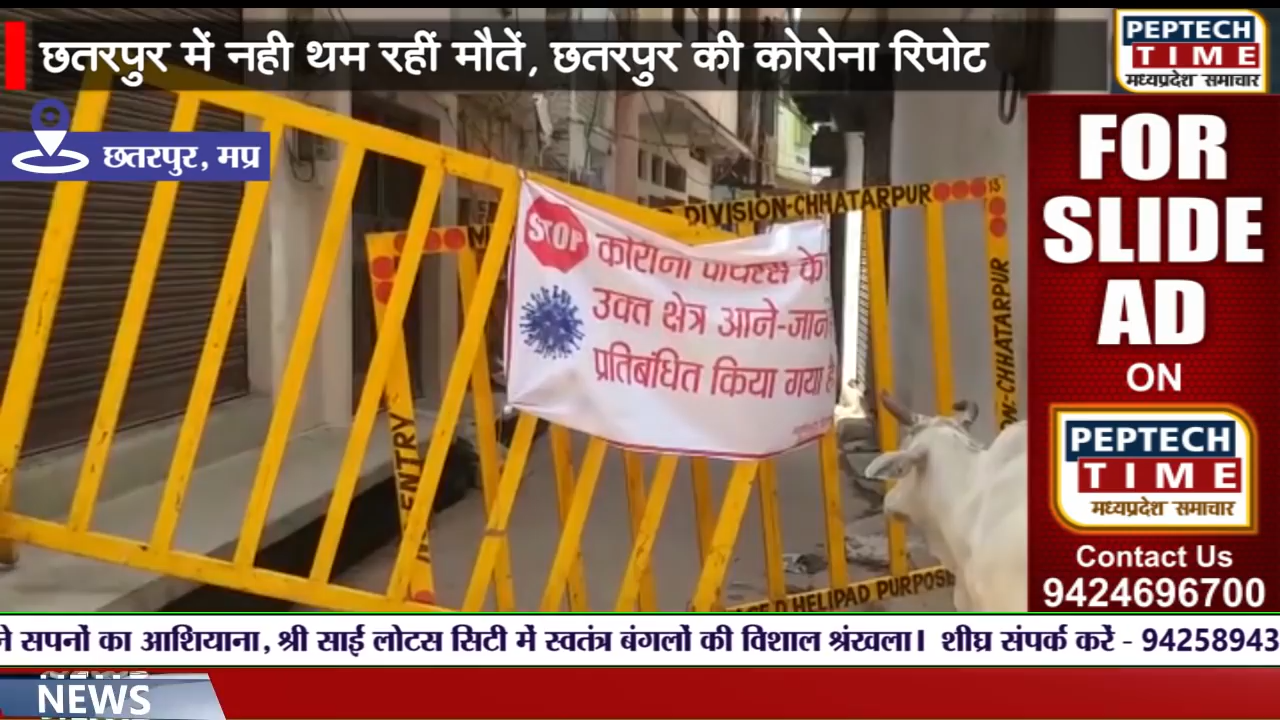 छतरपुर में नही थम रहीं मौतें, छतरपुर की कोरोना रिपोट
PEPTECH
TIME
मध्यप्रदेश समाचार
छतरपुर, मप्र
FOR
SLIDE
AD
ON
PEPTECH
TIME
मध्यप्रदेश समाचार
Contact Us
9424696700
DIVISION-CHHATARPUR
STOP
कोरोना वायरस के
उक्त क्षेत्र आने-जाने
प्रतिबंधित किया गया है
ENTRY
-CHHATARPUR
HELIPAD PURPOSE
सपनों का आशियाना, श्री साई लोटस सिटी में स्वतंत्र बंगलों की विशाल श्रंखला। शीघ्र संपर्क करें - 94258943
NEWS